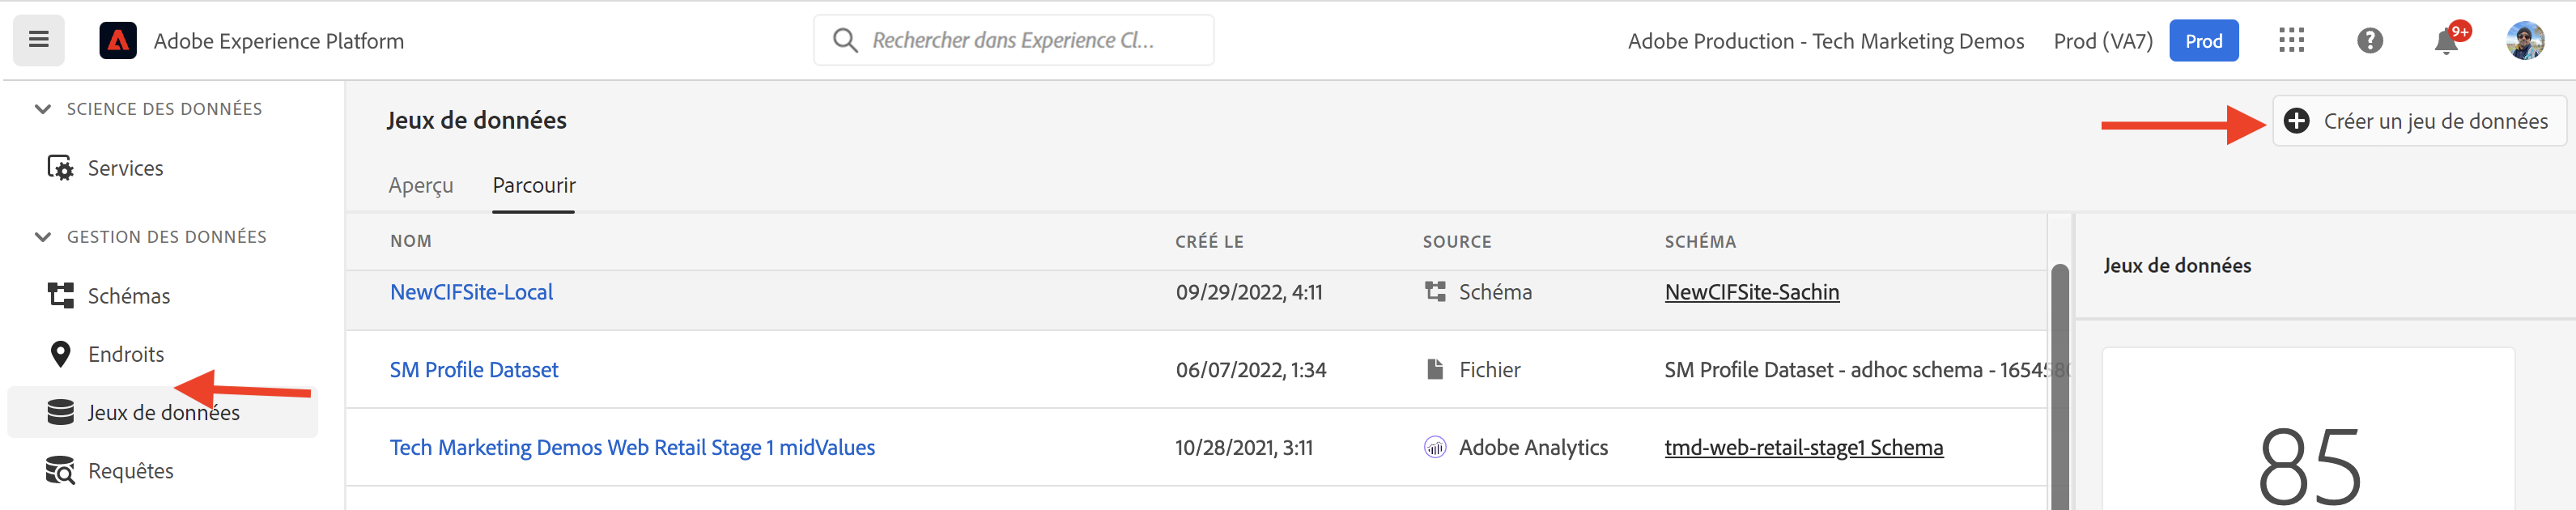 Adobe Experience Platform
Rechercher dans Experience Cl...
Adobe Production - Tech Marketing Demos
Prod (VA7)
Prod
9+
SCIENCE DES DONNÉES
Services
GESTION DES DONNÉES
Schémas
Endroits
Jeux de données
Requêtes
Jeux de données
Créer un jeu de données
Aperçu
Parcourir
NOM
CRÉÉ LE
SOURCE
SCHÉMA
NewCIFSite-Local
09/29/2022, 4:11
Schéma
NewCIFSite-Sachin
SM Profile Dataset
06/07/2022, 1:34
Fichier
SM Profile Dataset - adhoc schema - 16545
Tech Marketing Demos Web Retail Stage 1 midValues
10/28/2021, 3:11
Adobe Analytics
tmd-web-retail-stage1 Schema
Jeux de données
85